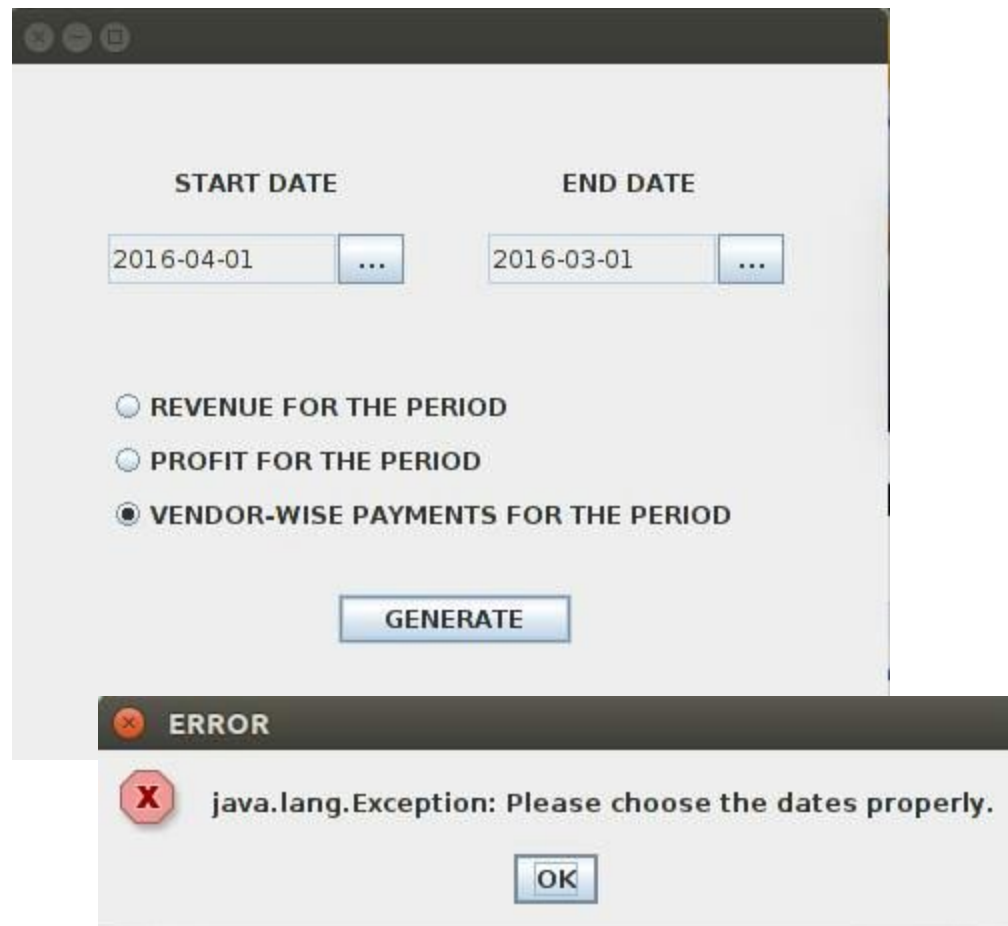 START DATE END DATE
2016-04-01 ... 2016-03-01 ...
REVENUE FOR THE PERIOD
PROFIT FOR THE PERIOD
VENDOR-WISE PAYMENTS FOR THE PERIOD
GENERATE
ERROR
X java.lang.Exception: Please choose the dates properly.
OK